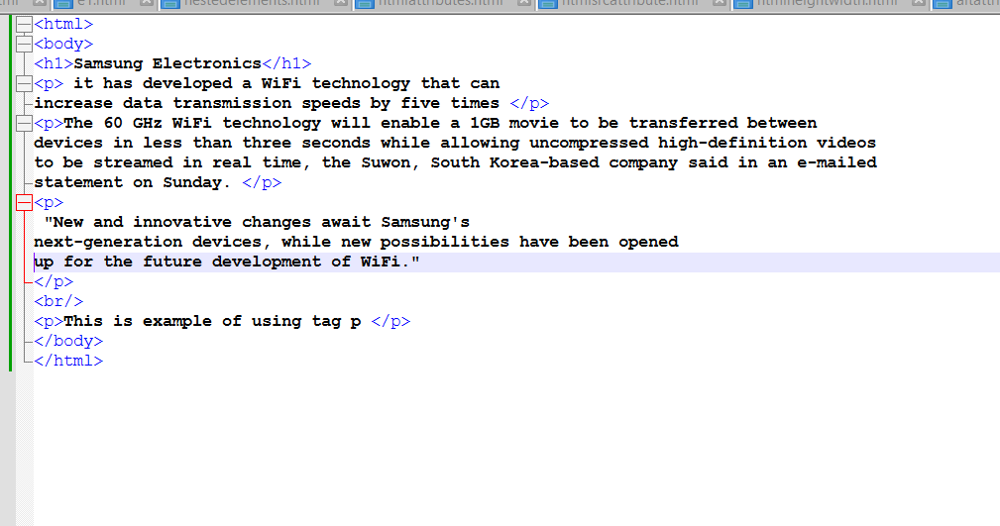 e1.html nestedelements.html htmlattributes.html htmlsrcattribute.html htmlheightwidth.html
<html>
<body>
<h1>Samsung Electronics</h1>
<p> it has developed a WiFi technology that can
increase data transmission speeds by five times </p>
<p>The 60 GHz WiFi technology will enable a 1GB movie to be transferred between
devices in less than three seconds while allowing uncompressed high-definition videos
to be streamed in real time, the Suwon, South Korea-based company said in an e-mailed
statement on Sunday. </p>
<p>
 "New and innovative changes await Samsung's
next-generation devices, while new possibilities have been opened
up for the future development of WiFi."
</p>
<br/>
<p>This is example of using tag p </p>
</body>
</html>